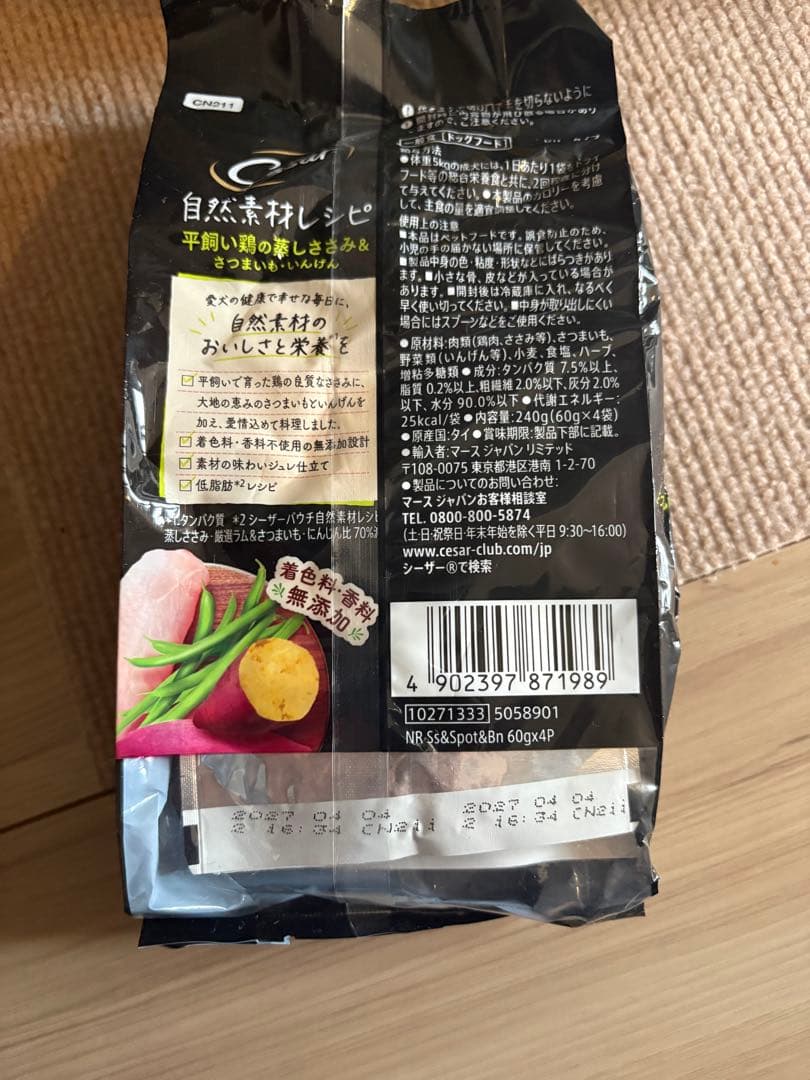 CN211
Cesar
自然素材レシピ
平飼い鶏の蒸しささみ&
さつまいも・いんげん
愛犬の健康で幸せな毎日に、
自然素材の
おいしさと栄養*1を
平飼いで育った鶏の良質なささみに、
大地の恵みのさつまいもといんげんを
加え、愛情込めて料理しました。
着色料・香料不使用の無添加設計
素材の味わいジュレ仕立て
低脂肪*2レシピ
タンパク質 *2 シーザーパウチ自然素材レシピ
蒸しささみ・厳選ラム&さつまいも・にんじん比 70%
着色料・香料
無添加
を切らないように
ますので、ご注意ください。
一般食 [ドッグフード]
給与方法
●体重5kgの成犬には、1日あたり1袋をドライ
フード等の総合栄養食と共に、2回以上に分け
て与えてください。●本製品のカロリーを考慮
して、主食の量を適宜調整してください。
使用上の注意
■本品はペットフードです。誤食防止のため、
小児の手の届かない場所に保管してください。
■製品中身の色・粘度・形状などにばらつきがあり
ます。■小さな骨、皮などが入っている場合が
あります。■開封後は冷蔵庫に入れ、なるべく
早く使い切ってください。■中身が取り出しにくい
場合にはスプーンなどをご使用ください。
●原材料:肉類(鶏肉、ささみ等)、さつまいも、
野菜類(いんげん等)、小麦、食塩、ハーブ、
増粘多糖類 ●成分:タンパク質 7.5%以上、
脂質 0.2%以上、粗繊維 2.0%以下、灰分 2.0%
以下、水分 90.0%以下 ●代謝エネルギー:
25kcal/袋 ●内容量:240g(60g×4袋)
●原産国:タイ ●賞味期限:製品下部に記載。
●輸入者:マース ジャパン リミテッド
〒108-0075 東京都港区港南 1-2-70
●製品についてのお問い合わせ:
マース ジャパンお客様相談室
TEL. 0800-800-5874
(土・日・祝祭日・年末年始を除く平日 9:30~16:00)
www.cesar-club.com/jp
シーザー®で検索
4 902397 871989
10271333 5058901
NR Ss&Spot&Bn 60gx4P
2027 04 04 2027 04 04
2 16:34 CN211 2 16:34 CN211